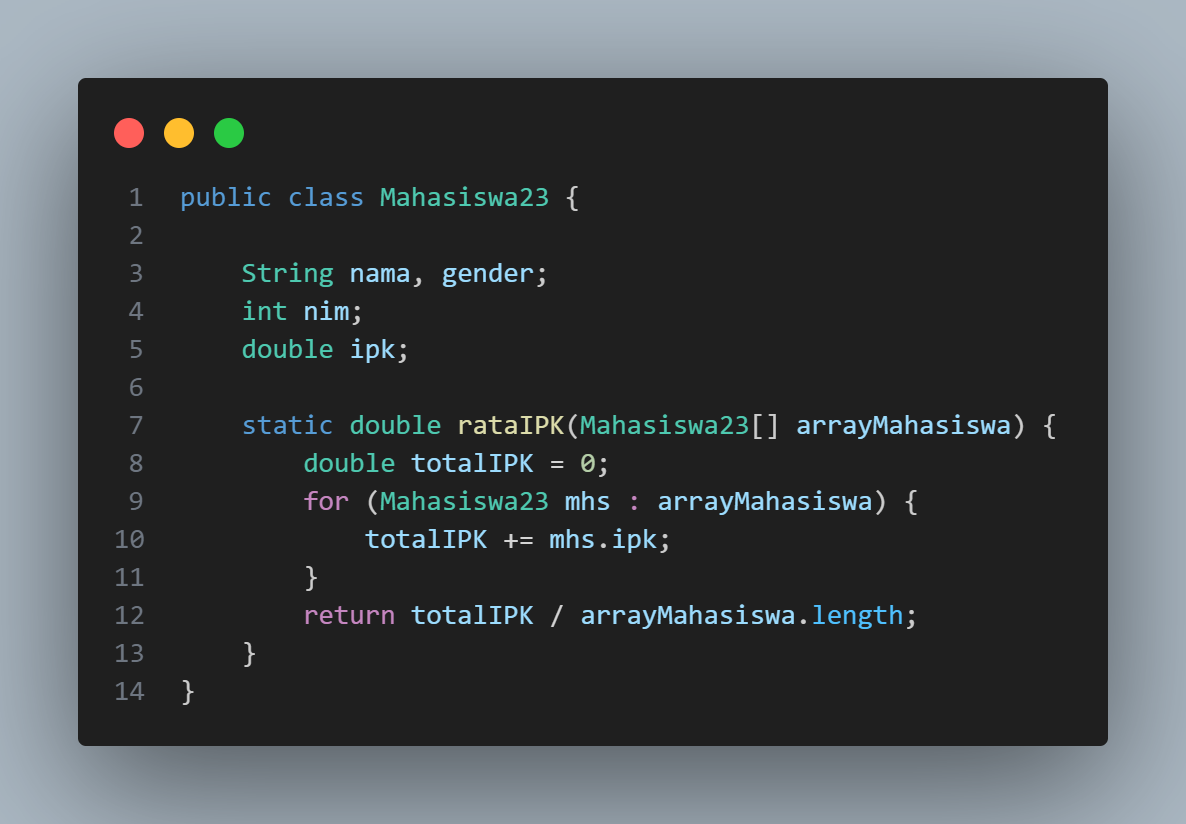 1 public class Mahasiswa23 {
2
3     String nama, gender;
4     int nim;
5     double ipk;
6
7     static double rataIPK(Mahasiswa23[] arrayMahasiswa) {
8         double totalIPK = 0;
9         for (Mahasiswa23 mhs : arrayMahasiswa) {
10             totalIPK += mhs.ipk;
11         }
12         return totalIPK / arrayMahasiswa.length;
13     }
14 }